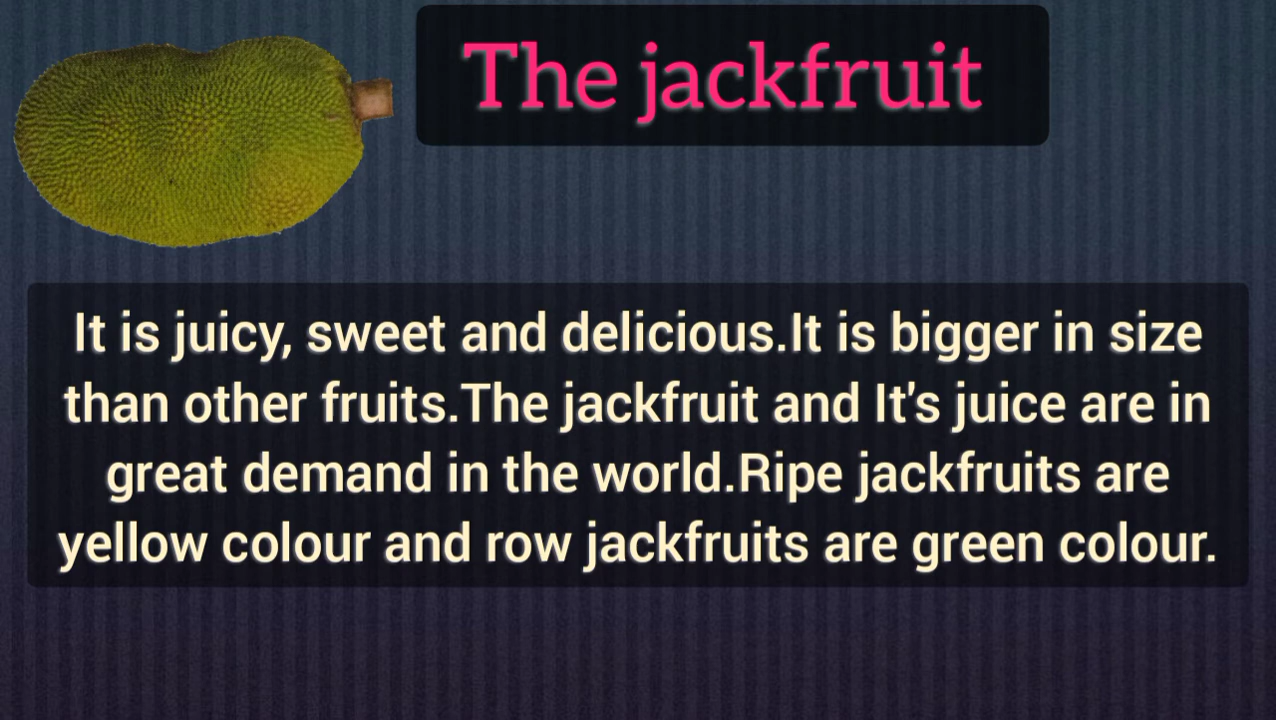 The jackfruit
It is juicy, sweet and delicious.It is bigger in size
than other fruits.The jackfruit and It's juice are in
great demand in the world.Ripe jackfruits are
yellow colour and row jackfruits are green colour.